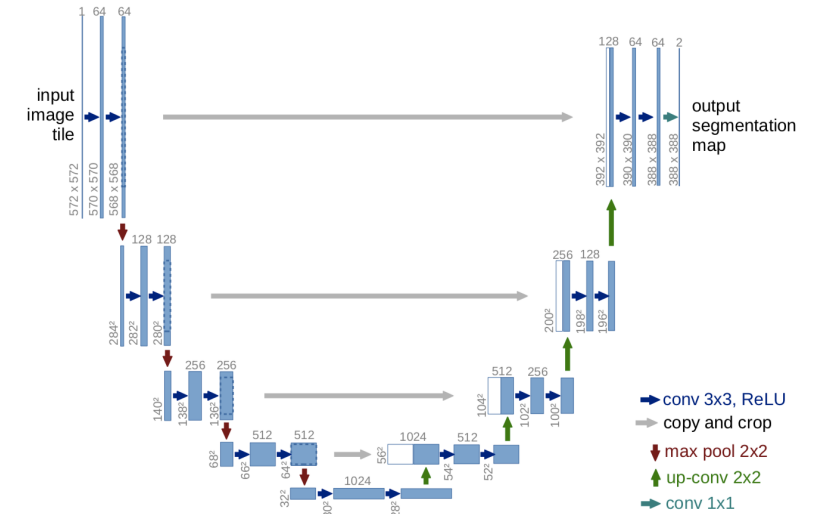 1 64 64
128 64 64 2
input
image
tile
output
segmentation
map
572 x 572
570 x 570
568 x 568
392 x 392
390 x 390
388 x 388
388 x 388
128 128
256 128
284²
282²
280²
200²
198²
196²
256 256
512 256
140²
138²
136²
104²
102²
100²
conv 3x3, ReLU
copy and crop
max pool 2x2
up-conv 2x2
conv 1x1
512 512
1024 512
68²
66²
64²
56²
54²
52²
1024
32²